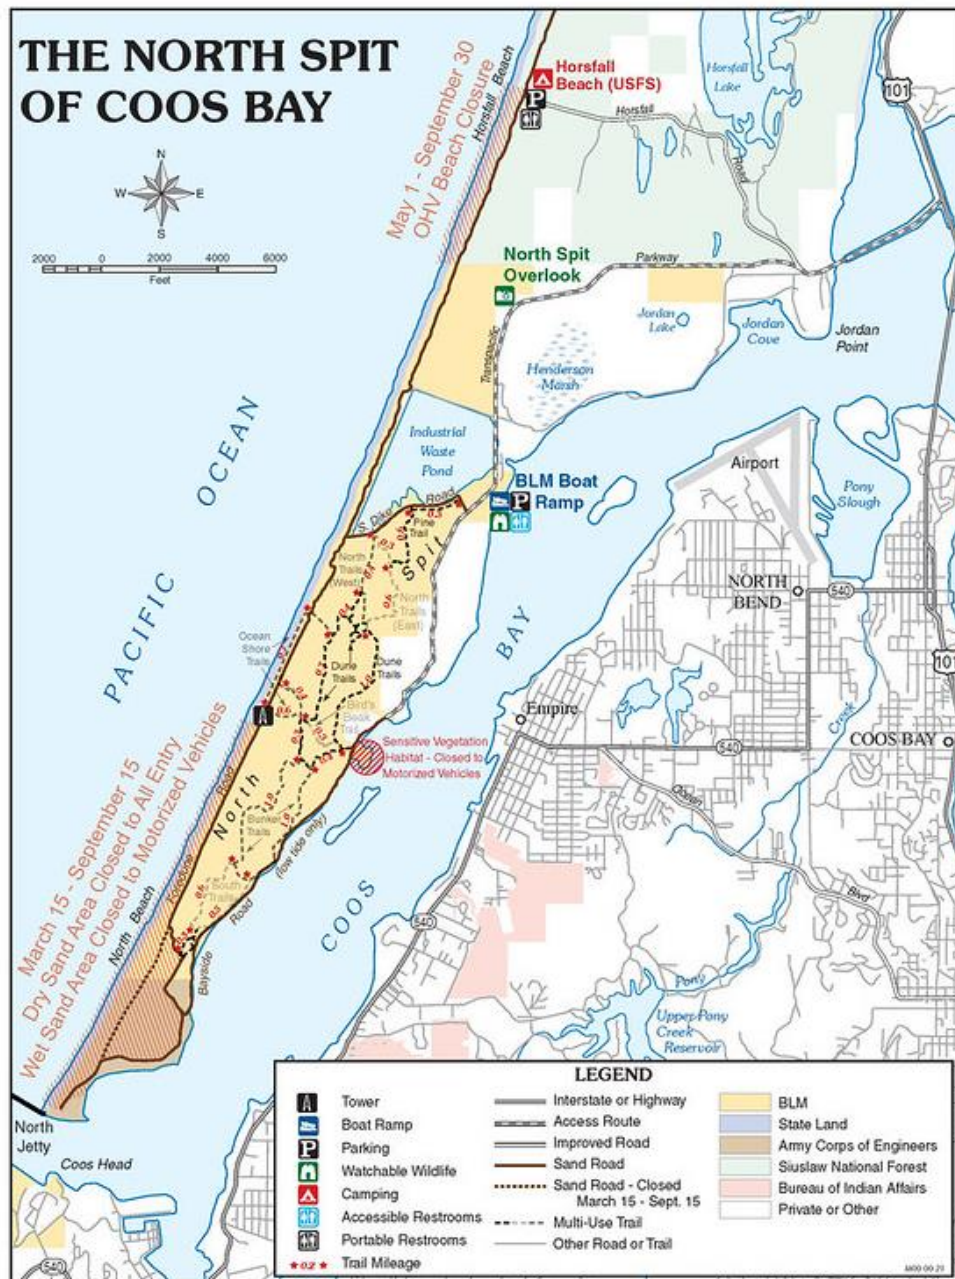 THE NORTH SPIT
OF COOS BAY
N
W
E
S
2000
0
2000
4000
6000
Feet
May 1 - September 30
OHV Beach Closure
Horsfall Beach
Horsfall
Beach (USFS)
P
Horsfall
Road
Horsfall
Lake
101
North Spit
Overlook
Parkway
Transpacific
Jordan
Lake
Jordan
Cove
Jordan
Point
Henderson
Marsh
PACIFIC OCEAN
Industrial
Waste
Pond
BLM Boat
Ramp
P
Airport
Pony
Slough
S. Dike Road
Pine
Trail
North
Trails
(West)
North
Trails
(East)
North Spit
NORTH
BEND
540
101
Ocean
Shore
Trails
Dune
Trails
Dune
Trails
Bird's
Beak
Trail
Empire
540
COOS BAY
Creek
Sensitive Vegetation
Habitat - Closed to
Motorized Vehicles
COOS BAY
Ocean
Blvd
March 15 - September 15
Dry Sand Area Closed to All Entry
Wet Sand Area Closed to Motorized Vehicles
North Beach
Foredune
Road
Bunker
Trails
South
Trails
Bayside
Road
(low tide only)
540
Pony
Upper Pony
Creek
Reservoir
North
Jetty
Coos Head
540
LEGEND
Tower
Boat Ramp
P Parking
Watchable Wildlife
Camping
Accessible Restrooms
Portable Restrooms
0.2 Trail Mileage
Interstate or Highway
Access Route
Improved Road
Sand Road
Sand Road - Closed
March 15 - Sept. 15
Multi-Use Trail
Other Road or Trail
BLM
State Land
Army Corps of Engineers
Siuslaw National Forest
Bureau of Indian Affairs
Private or Other